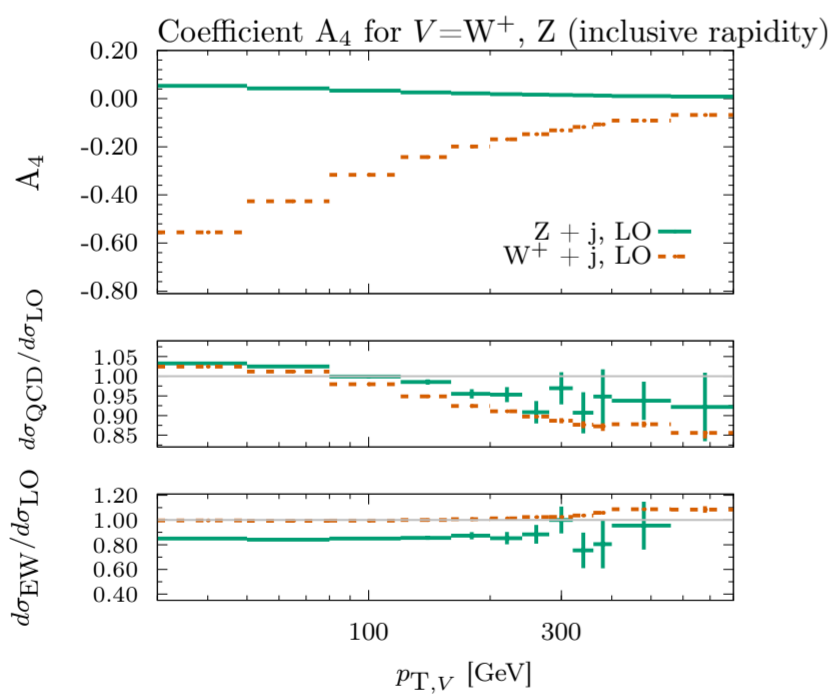 Coefficient A₄ for V=W⁺, Z (inclusive rapidity)
0.20
0.00
-0.20
-0.40
-0.60
-0.80
A₄
Z + j, LO
W⁺ + j, LO
1.05
1.00
0.95
0.90
0.85
dσQCD/dσLO
1.20
1.00
0.80
0.60
0.40
dσEW/dσLO
100 300
pT,V [GeV]